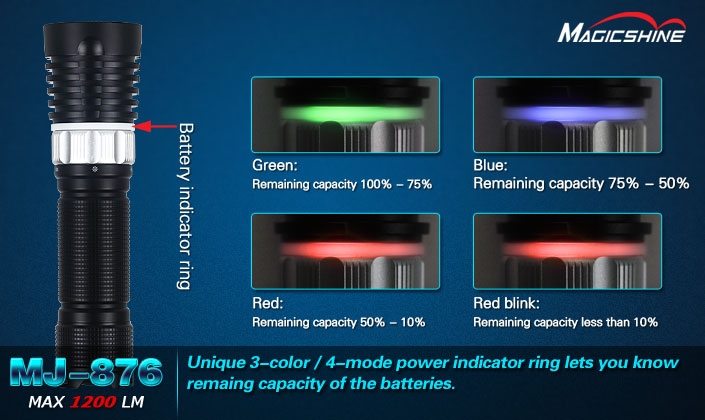 MAGICSHINE
Battery indicator ring
Green:
Remaining capacity 100% - 75%
Blue:
Remaining capacity 75% - 50%
Red:
Remaining capacity 50% - 10%
Red blink:
Remaining capacity less than 10%
MJ-876
MAX 1200 LM
Unique 3-color / 4-mode power indicator ring lets you know
remaing capacity of the batteries.